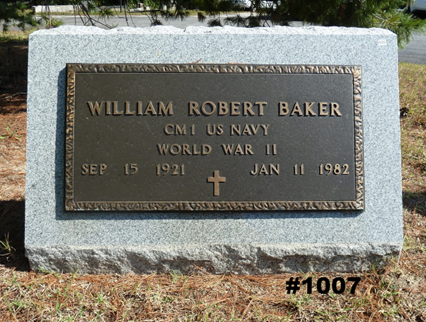 WILLIAM ROBERT BAKER
CM1 US NAVY
WORLD WAR II
SEP 15 1921 JAN 11 1982
#1007